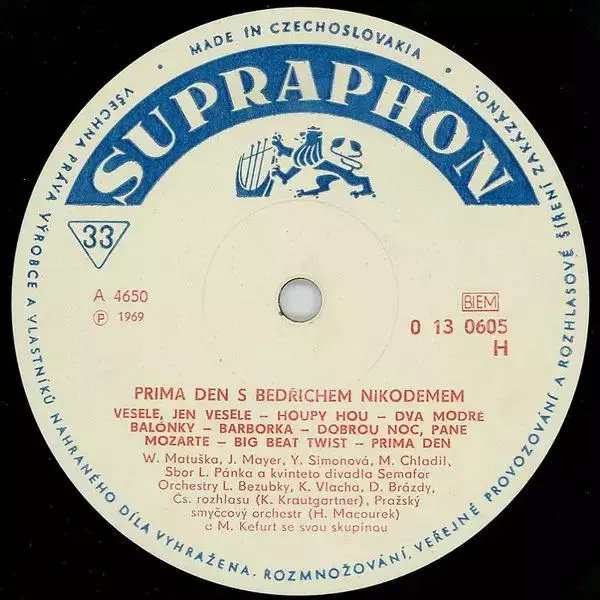 MADE IN CZECHOSLOVAKIA
SUPRAPHON
33
A 4650
℗ 1969
BIEM
0 13 0605
H
PRIMA DEN S BEDŘICHEM NIKODEMEM
VESELE, JEN VESELE – HOUPY HOU – DVA MODRÉ
BALÓNKY – BARBORKA – DOBROU NOC, PANE
MOZARTE – BIG BEAT TWIST – PRIMA DEN
W. Matuška, J. Mayer, Y. Simonová, M. Chladil,
Sbor L. Pánka a kvinteto divadla Semafor
Orchestry L. Bezubky, K. Vlacha, D. Brázdy,
Čs. rozhlasu (K. Krautgartner), Pražský
smyčcový orchestr (H. Macourek)
a M. Kefurt se svou skupinou
VŠECHNA PRÁVA VÝROBCE A VLASTNÍKŮ NAHRANÉHO DÍLA VYHRAŽENA. ROZMNOŽOVÁNÍ, VEŘEJNÉ PROVOZOVÁNÍ A ROZHLASOVÉ ŠÍŘENÍ ZAKÁZÁNO.